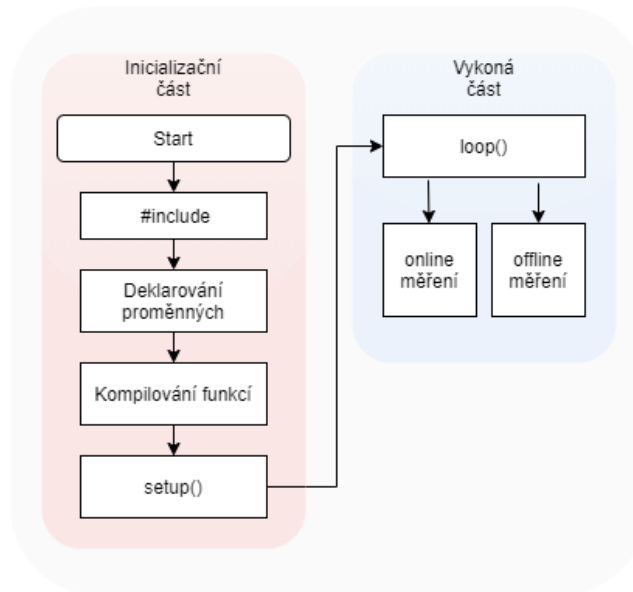 Inicializační
část
Start
#include
Deklarování
proměnných
Kompilování funkcí
setup()
Vykoná
část
loop()
online
měření
offline
měření